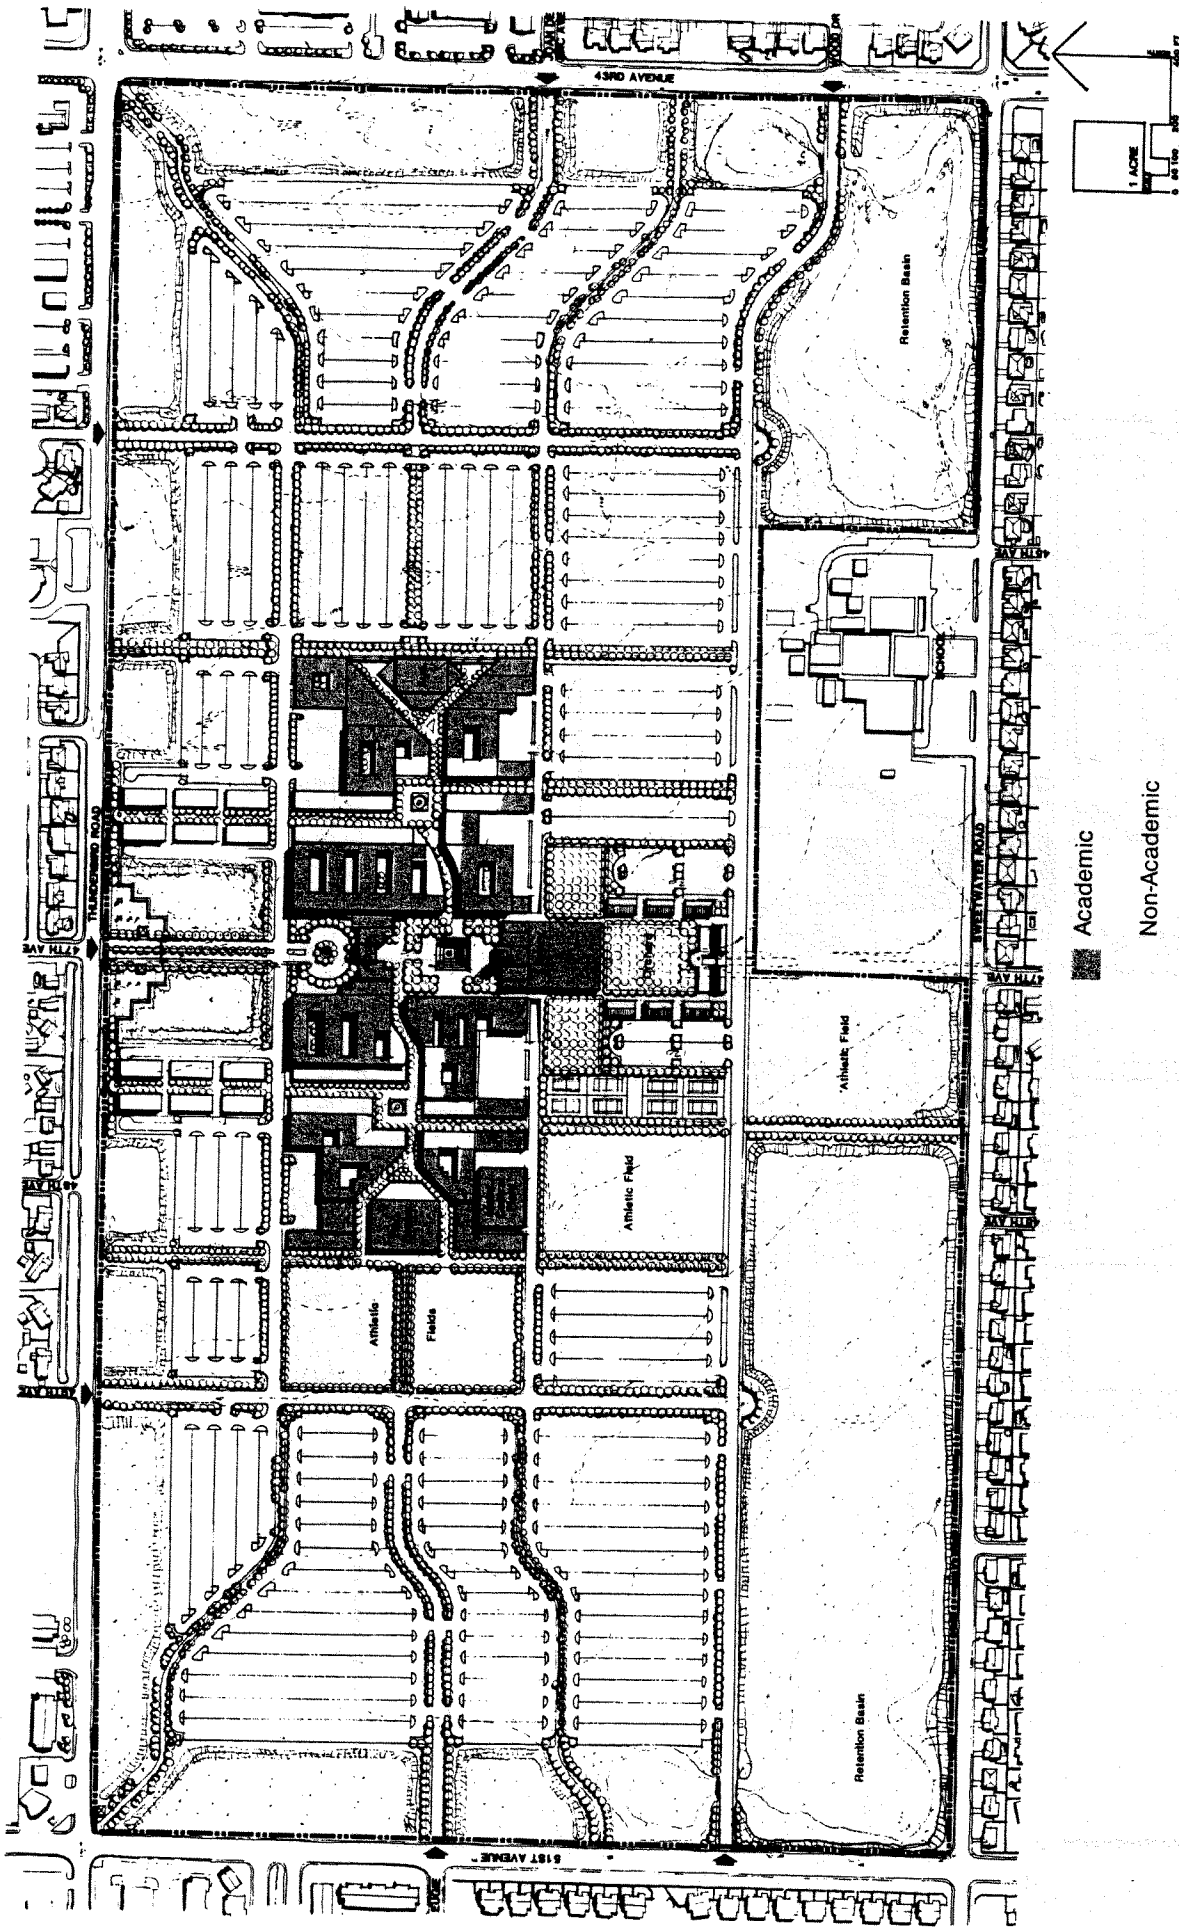 43RD AVENUE
1 ACRE
Retention Basin
45TH AVE
SCHOOL
THUNDERBIRD ROAD
SWEETWATER ROAD
47TH AVE
47TH AVE
Academic
Non-Academic
Athletic Field
Athletic Field
Athletic
Fields
Retention Basin
51ST AVENUE